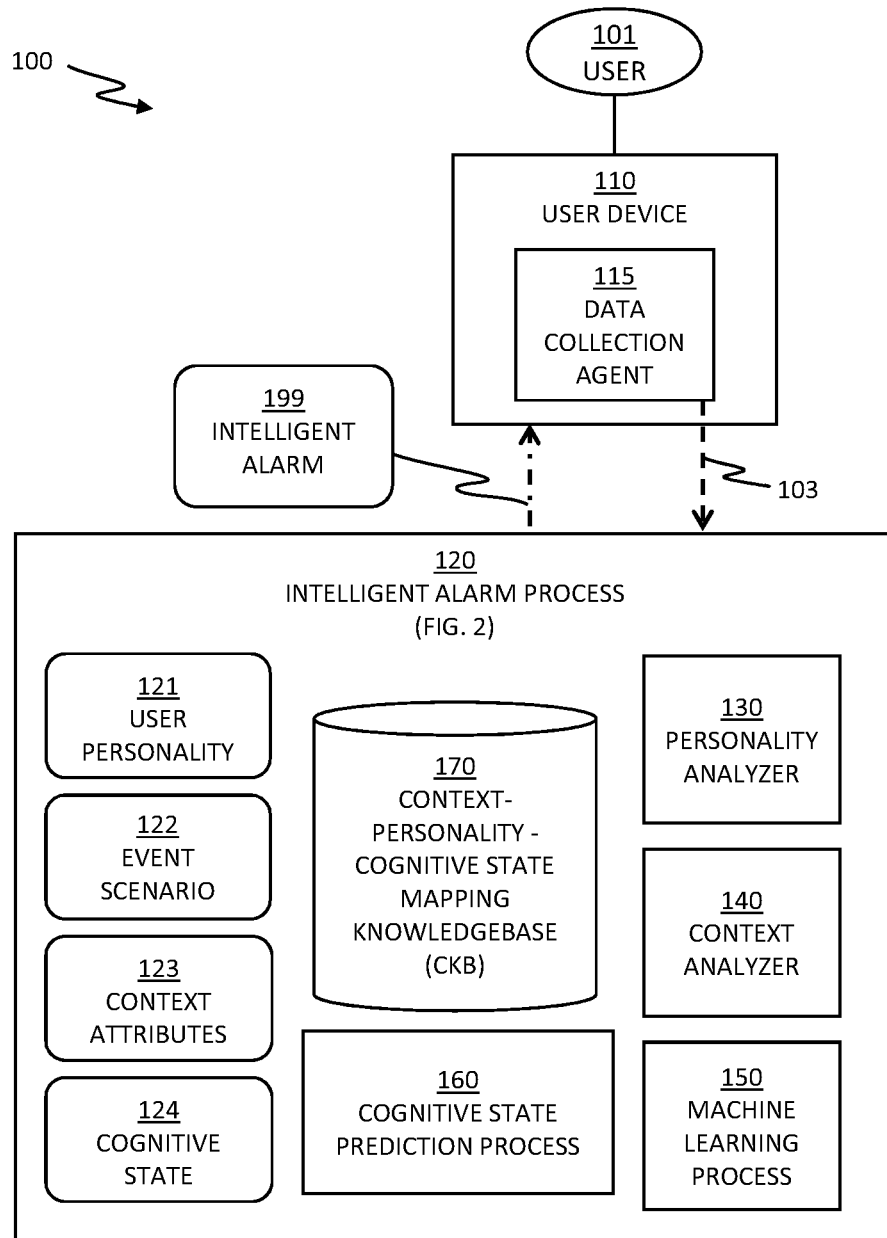 100
101
USER
110
USER DEVICE
115
DATA
COLLECTION
AGENT
199
INTELLIGENT
ALARM
103
120
INTELLIGENT ALARM PROCESS
(FIG. 2)
121
USER
PERSONALITY
122
EVENT
SCENARIO
123
CONTEXT
ATTRIBUTES
124
COGNITIVE
STATE
170
CONTEXT-
PERSONALITY -
COGNITIVE STATE
MAPPING
KNOWLEDGEBASE
(CKB)
160
COGNITIVE STATE
PREDICTION PROCESS
130
PERSONALITY
ANALYZER
140
CONTEXT
ANALYZER
150
MACHINE
LEARNING
PROCESS